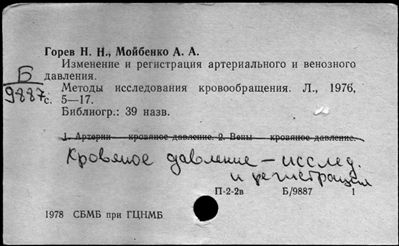 Горев Н. Н., Мойбенко А. А.
Изменение и регистрация артериального и венозного
давления.
Б
9887
Методы исследования кровообращения. Л., 1976,
с. 5—17.
Библиогр.: 39 назв.
1. Артерии — кровяное давление. 2. Вены — кровяное давление.
Кровяное давление – исслед.
и регистрация
П-2-2в Б/9887 1
1978 СБМБ при ГЦНМБ